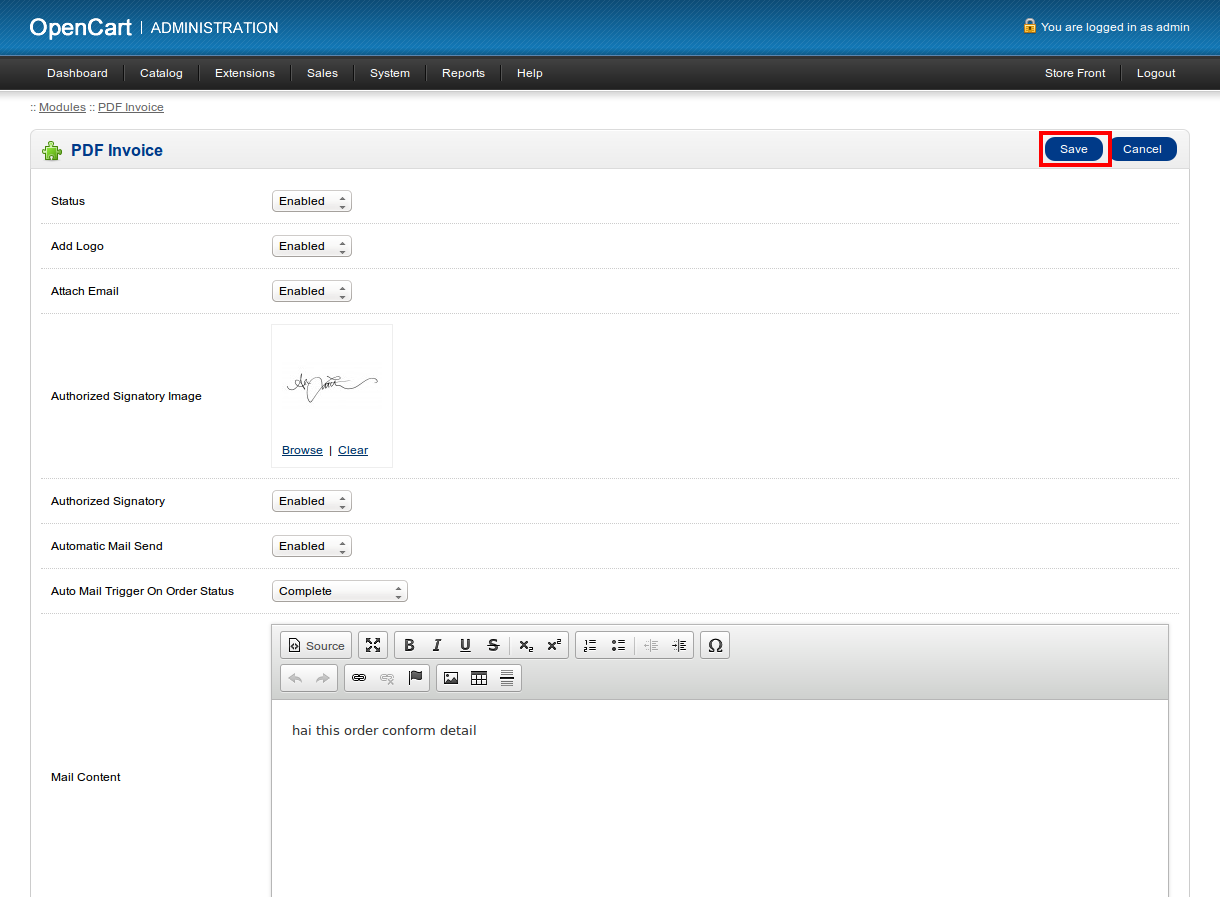 OpenCart | ADMINISTRATION
You are logged in as admin
Dashboard Catalog Extensions Sales System Reports Help Store Front Logout
:: Modules :: PDF Invoice
PDF Invoice Save Cancel
Status Enabled
Add Logo Enabled
Attach Email Enabled
Authorized Signatory Image
Browse | Clear
Authorized Signatory Enabled
Automatic Mail Send Enabled
Auto Mail Trigger On Order Status Complete
Source B I U S x₂ x² Ω
hai this order conform detail
Mail Content